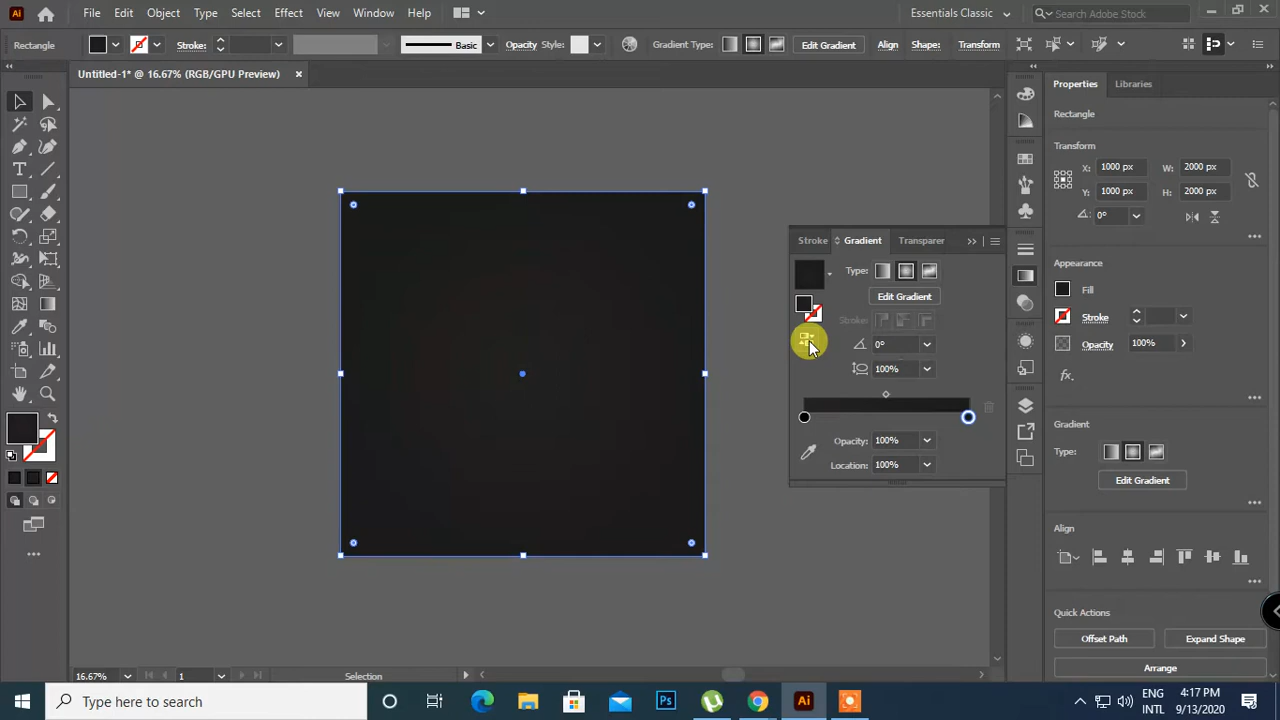 Ai File Edit Object Type Select Effect View Window Help Essentials Classic Search Adobe Stock
Rectangle Stroke: Basic Opacity Style: Gradient Type: Edit Gradient Align Shape: Transform
Untitled-1* @ 16.67% (RGB/GPU Preview)
Properties Libraries
Rectangle
Transform
X: 1000 px W: 2000 px
Y: 1000 px H: 2000 px
0°
Appearance
Fill
Stroke
Opacity 100%
fx.
Gradient
Type:
Edit Gradient
Align
Quick Actions
Offset Path Expand Shape
Arrange
Stroke Gradient Transparer
Type:
Edit Gradient
Stroke:
0°
100%
Opacity: 100%
Location: 100%
16.67% 1 Selection
Type here to search Ps Ai ENG INTL 4:17 PM 9/13/2020